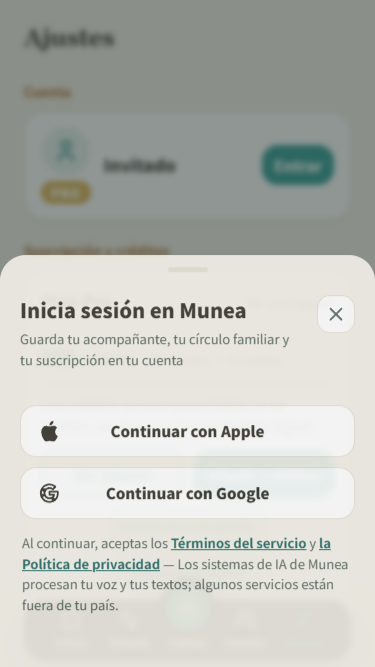 Ajustes
Cuenta
Invitado
Entrar
Inicia sesión en Munea
Guarda tu acompañante, tu círculo familiar y
tu suscripción en tu cuenta
Continuar con Apple
Continuar con Google
Al continuar, aceptas los Términos del servicio y la
Política de privacidad — Los sistemas de IA de Munea
procesan tu voz y tus textos; algunos servicios están
fuera de tu país.